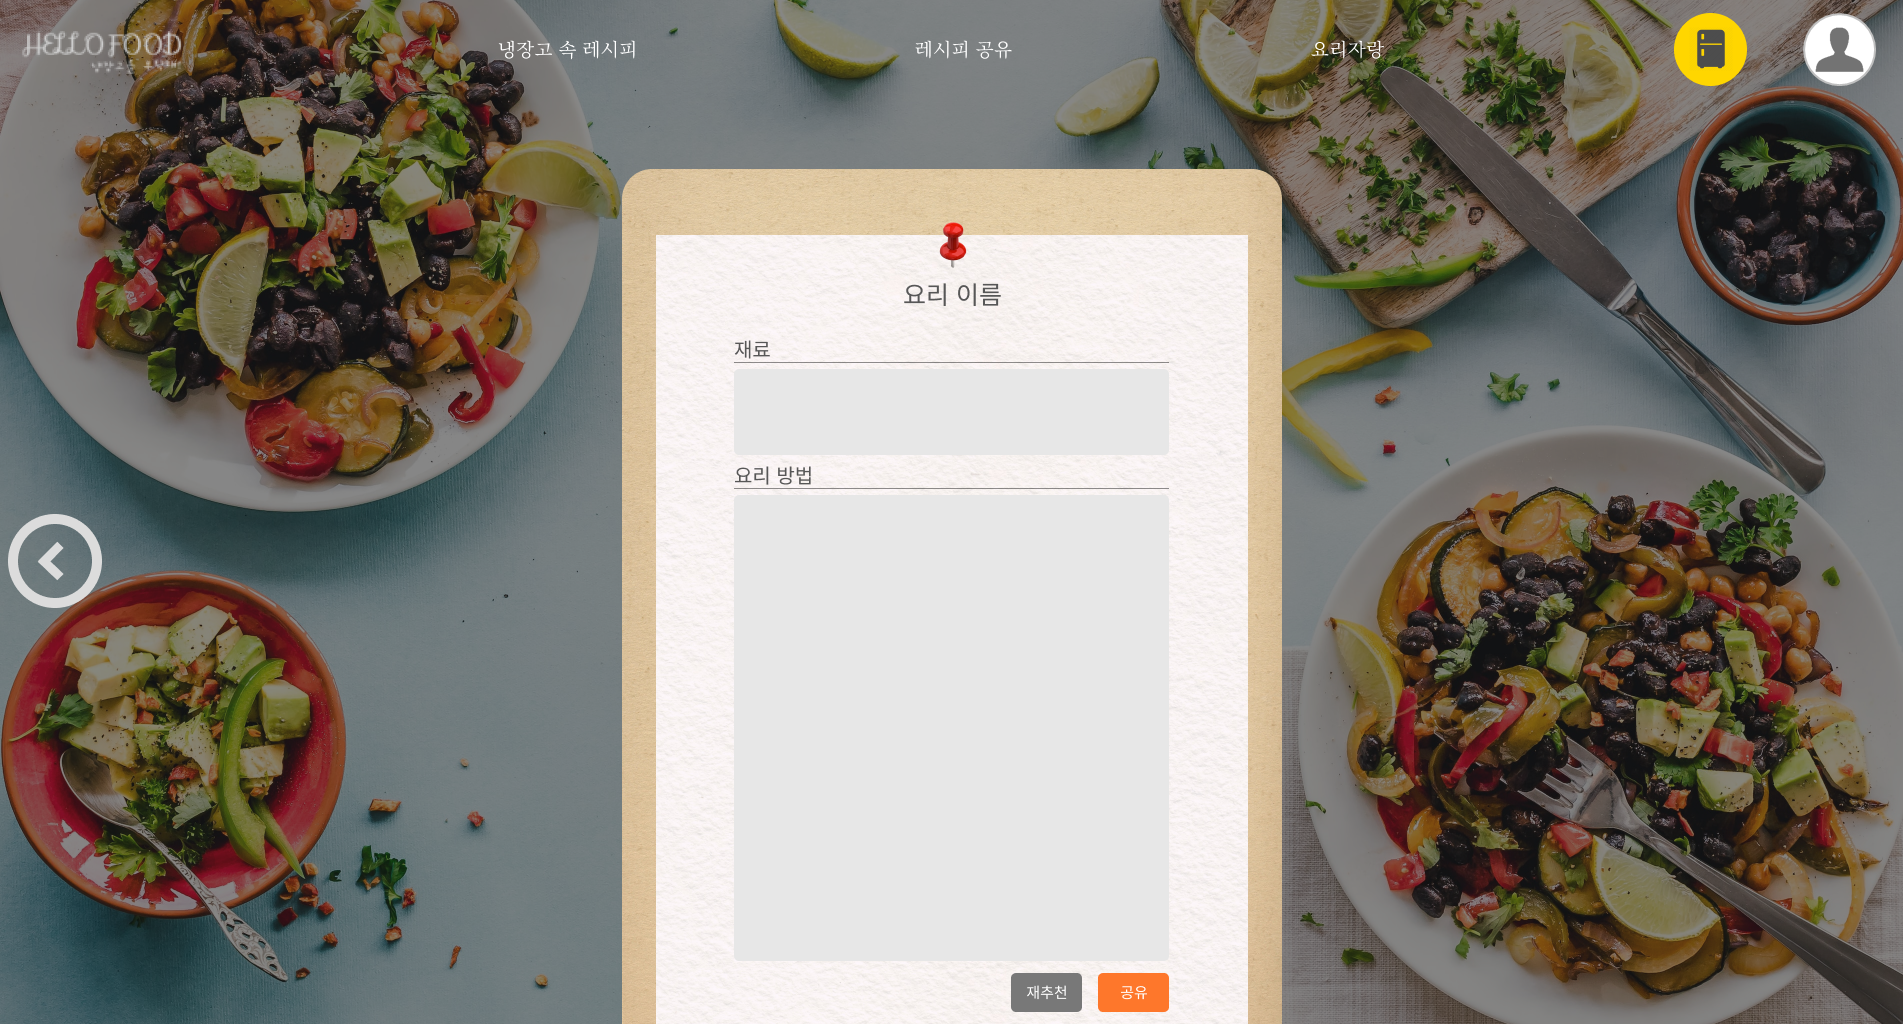 HELLO FOOD
냉장고 속 레시피
레시피 공유
요리자랑
요리 이름
재료
요리 방법
재추천
공유